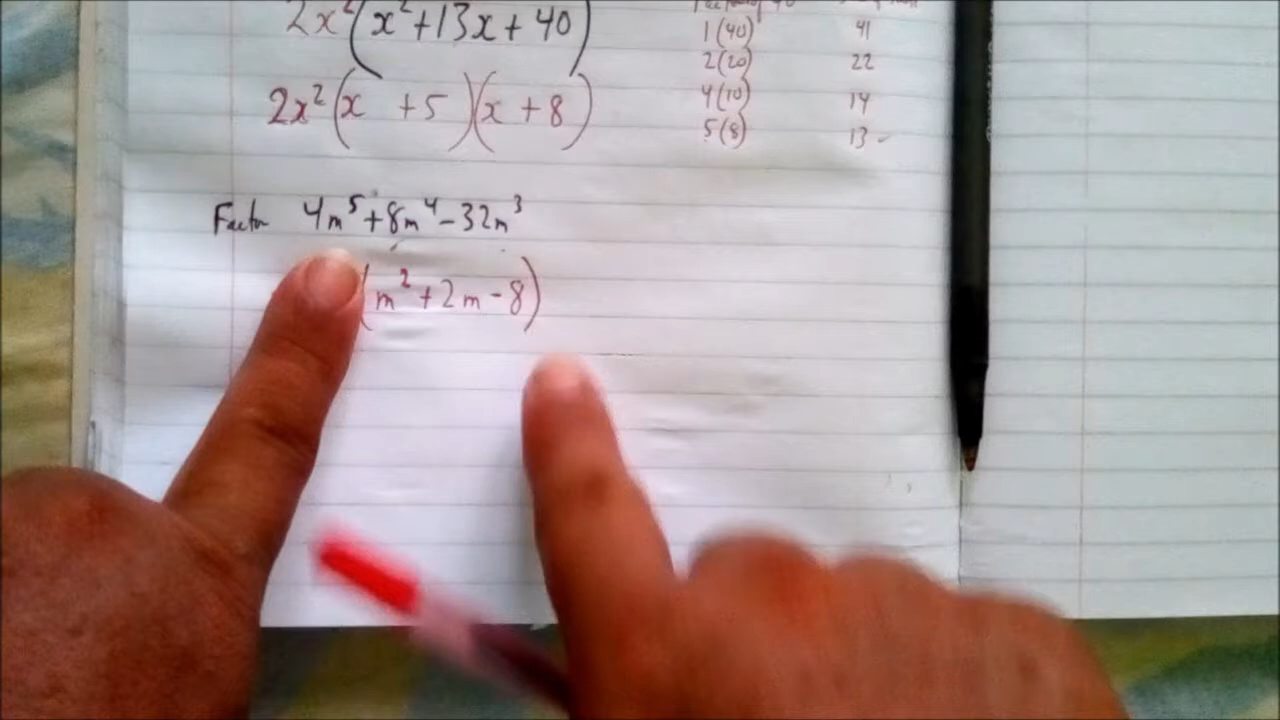 2x²(x²+13x+40)
2x²(x +5)(x +8)
1(40) 41
2(20) 22
4(10) 14
5(8) 13
Factor 4m⁵+8m⁴-32m³
(m²+2m-8)